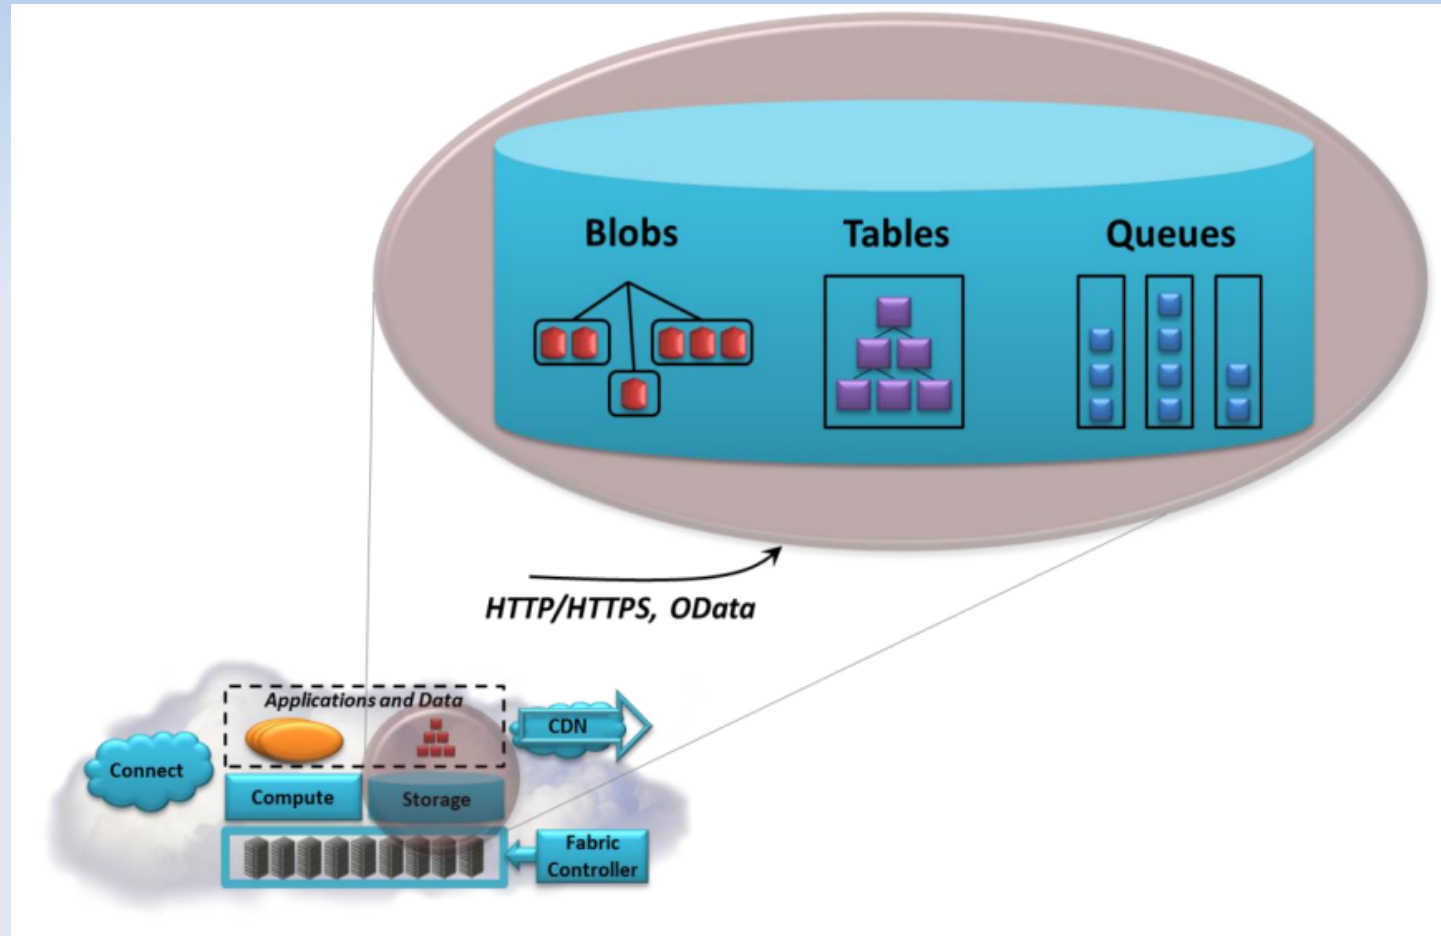 Blobs
Tables
Queues
HTTP/HTTPS, OData
Applications and Data
CDN
Connect
Compute
Storage
Fabric
Controller